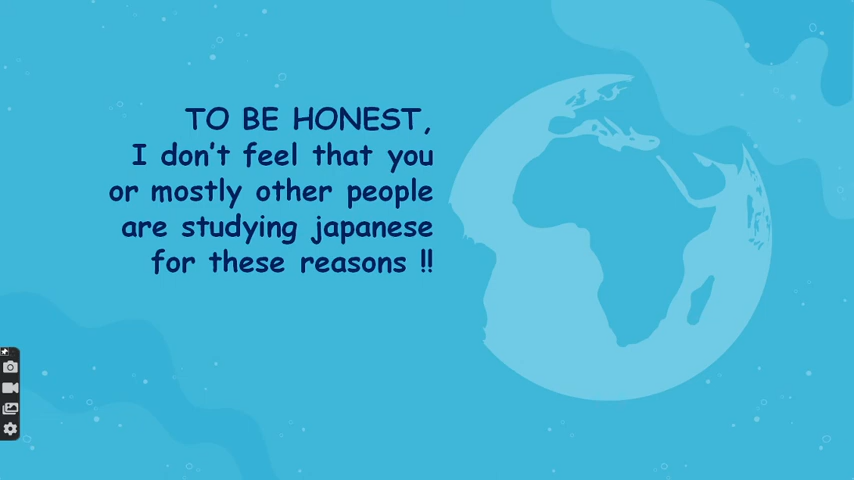 TO BE HONEST,
I don't feel that you
or mostly other people
are studying japanese
for these reasons !!